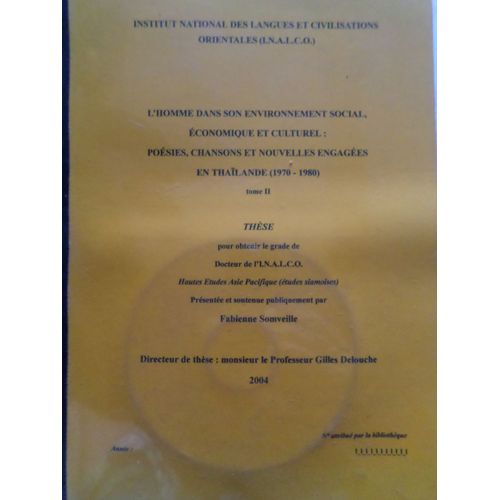 INSTITUT NATIONAL DES LANGUES ET CIVILISATIONS
ORIENTALES (I.N.A.L.C.O.)
L'HOMME DANS SON ENVIRONNEMENT SOCIAL,
ÉCONOMIQUE ET CULTUREL :
POÉSIES, CHANSONS ET NOUVELLES ENGAGÉES
EN THAÏLANDE (1970 - 1980)
tome II
THÈSE
pour obtenir le grade de
Docteur de l'I.N.A.L.C.O.
Hautes Etudes Asie Pacifique (études siamoises)
Présentée et soutenue publiquement par
Fabienne Somveille
Directeur de thèse : monsieur le Professeur Gilles Delouche
2004
N° attribué par la bibliothèque
Année :